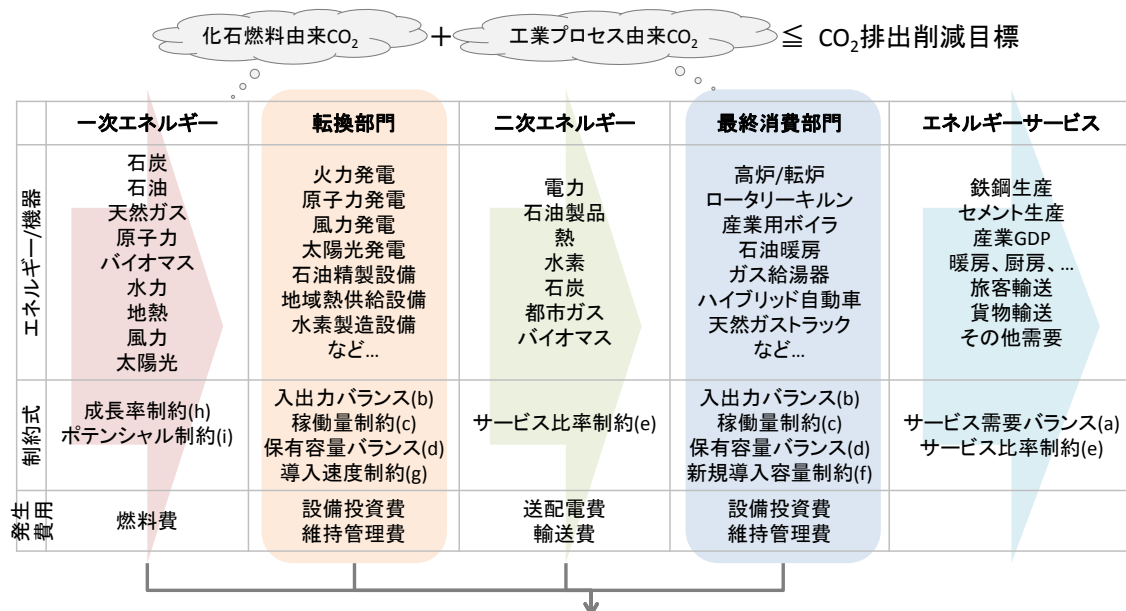 化石燃料由来CO₂ + 工業プロセス由来CO₂ ≦ CO₂排出削減目標
一次エネルギー
転換部門
二次エネルギー
最終消費部門
エネルギーサービス
エネルギー/機器
石炭
石油
天然ガス
原子力
バイオマス
水力
地熱
風力
太陽光
火力発電
原子力発電
風力発電
太陽光発電
石油精製設備
地域熱供給設備
水素製造設備
など…
電力
石油製品
熱
水素
石炭
都市ガス
バイオマス
高炉/転炉
ロータリーキルン
産業用ボイラ
石油暖房
ガス給湯器
ハイブリッド自動車
天然ガストラック
など…
鉄鋼生産
セメント生産
産業GDP
暖房、厨房、…
旅客輸送
貨物輸送
その他需要
制約式
成長率制約(h)
ポテンシャル制約(i)
入出力バランス(b)
稼働量制約(c)
保有容量バランス(d)
導入速度制約(g)
サービス比率制約(e)
入出力バランス(b)
稼働量制約(c)
保有容量バランス(d)
新規導入容量制約(f)
サービス需要バランス(a)
サービス比率制約(e)
発生
費用
燃料費
設備投資費
維持管理費
送配電費
輸送費
設備投資費
維持管理費